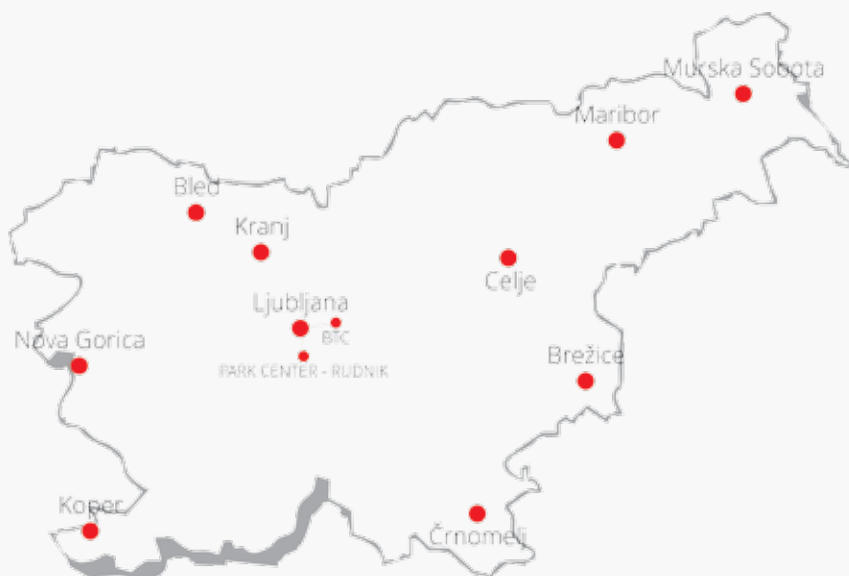 Murska Sobota
Maribor
Bled
Kranj
Celje
Ljubljana
BTC
Nova Gorica
PARK CENTER - RUDNIK
Brežice
Koper
Črnomelj